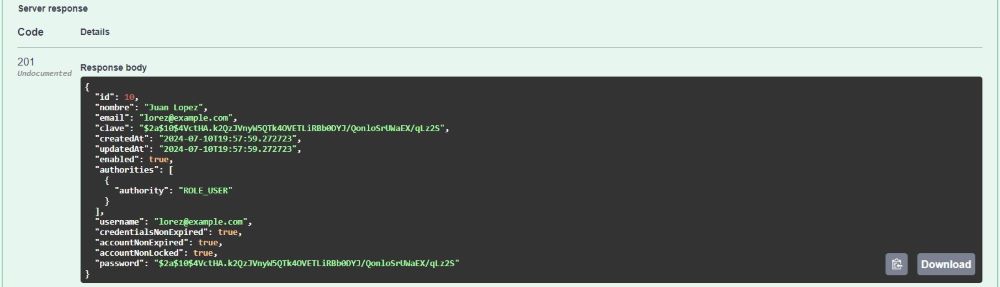 Server response
Code Details
201
Undocumented
Response body
{
"id": 10,
"nombre": "Juan Lopez",
"email": "lorez@example.com",
"clave": "$2a$10$4VctHA.k2QzJVnyW5QTk4OVETLiRBb0DYJ/QonloSrUWaEX/qLz2S",
"createdAt": "2024-07-10T19:57:59.272723",
"updatedAt": "2024-07-10T19:57:59.272723",
"enabled": true,
"authorities": [
{
"authority": "ROLE_USER"
}
],
"username": "lorez@example.com",
"credentialsNonExpired": true,
"accountNonExpired": true,
"accountNonLocked": true,
"password": "$2a$10$4VctHA.k2QzJVnyW5QTk4OVETLiRBb0DYJ/QonloSrUWaEX/qLz2S"
}
Download